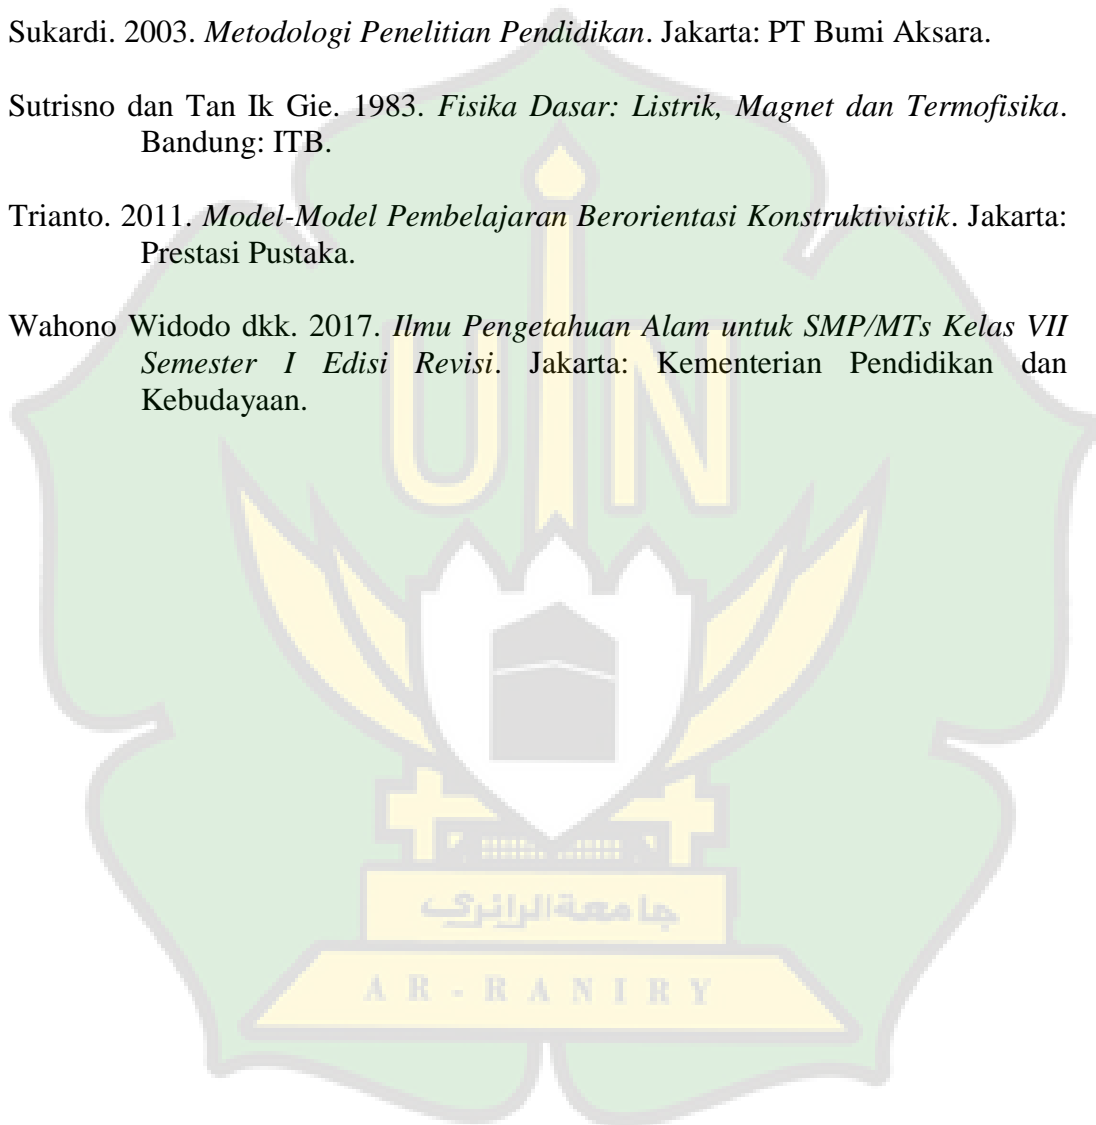 Sukardi. 2003. Metodologi Penelitian Pendidikan. Jakarta: PT Bumi Aksara.
Sutrisno dan Tan Ik Gie. 1983. Fisika Dasar: Listrik, Magnet dan Termofisika.
Bandung: ITB.
Trianto. 2011. Model-Model Pembelajaran Berorientasi Konstruktivistik. Jakarta:
Prestasi Pustaka.
Wahono Widodo dkk. 2017. Ilmu Pengetahuan Alam untuk SMP/MTs Kelas VII
Semester I Edisi Revisi. Jakarta: Kementerian Pendidikan dan
Kebudayaan.
UIN
جامعة الرانري
AR-RANIRY